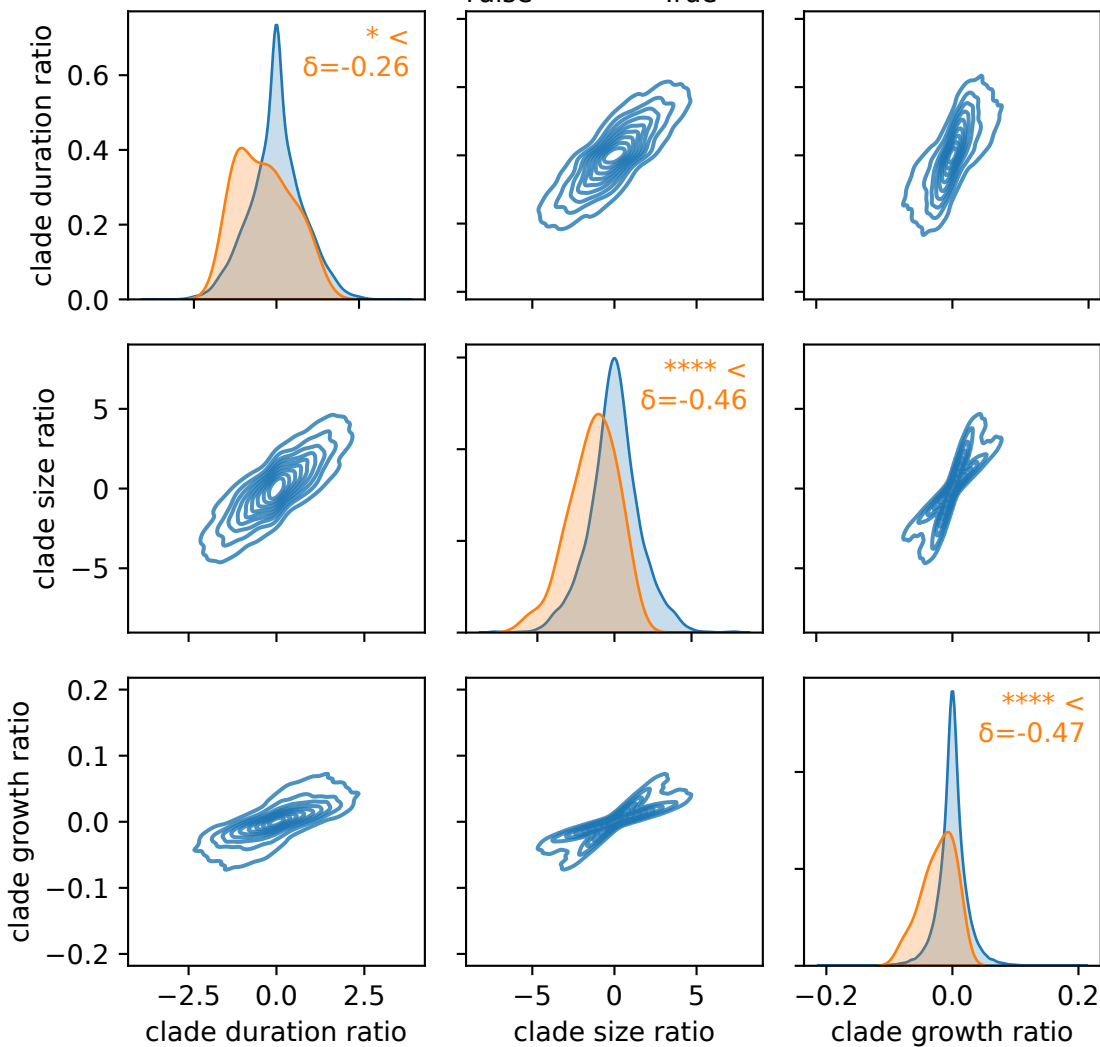 * <
δ=-0.26
clade duration ratio
0.6
0.4
0.2
0.0
**** <
δ=-0.46
clade size ratio
5
0
−5
**** <
δ=-0.47
clade growth ratio
0.2
0.1
0.0
−0.1
−0.2
−2.5 0.0 2.5
−5 0 5
−0.2 0.0 0.2
clade duration ratio
clade size ratio
clade growth ratio